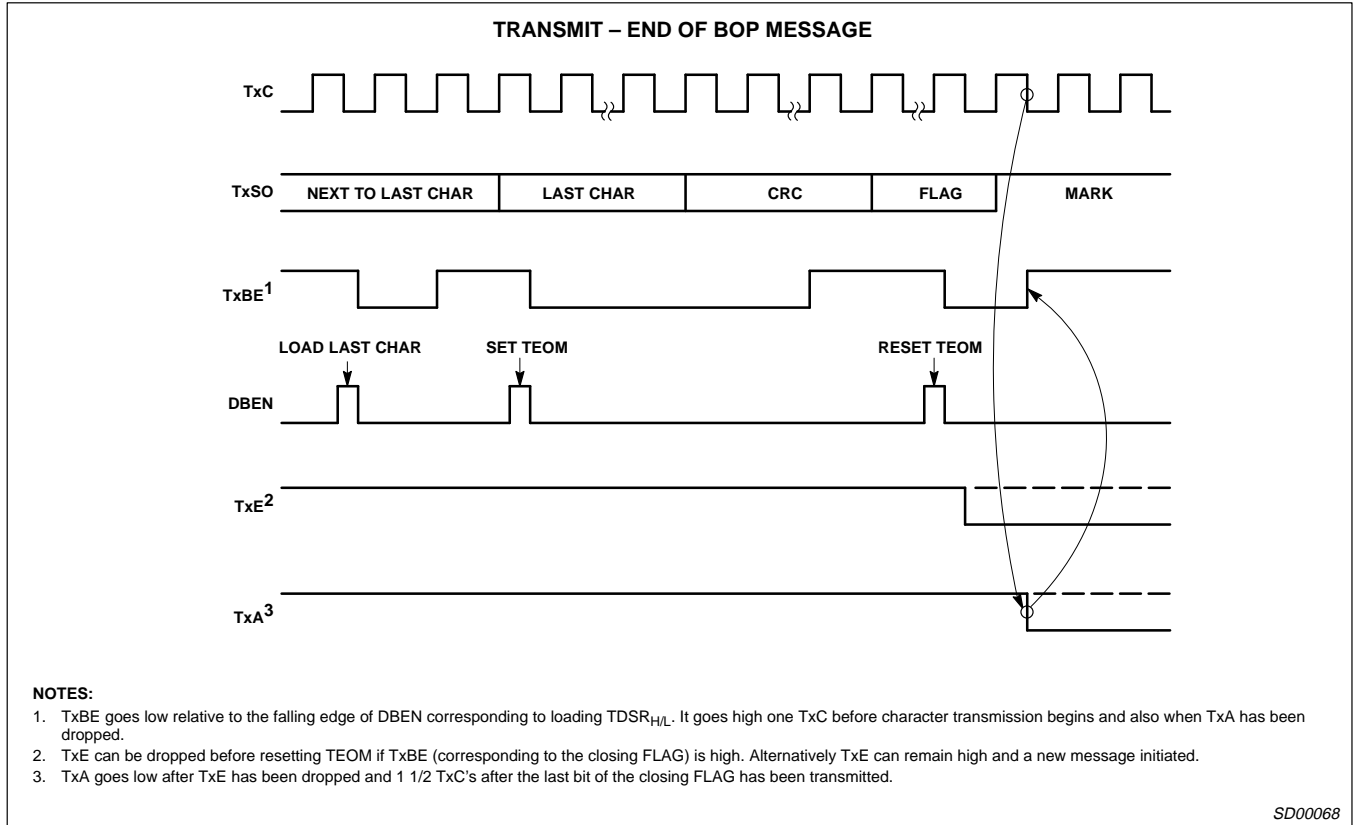 TRANSMIT – END OF BOP MESSAGE
TxC
TxSO
NEXT TO LAST CHAR
LAST CHAR
CRC
FLAG
MARK
TxBE1
LOAD LAST CHAR
SET TEOM
RESET TEOM
DBEN
TxE2
TxA3
NOTES:
1. TxBE goes low relative to the falling edge of DBEN corresponding to loading TDSRH/L. It goes high one TxC before character transmission begins and also when TxA has been
dropped.
2. TxE can be dropped before resetting TEOM if TxBE (corresponding to the closing FLAG) is high. Alternatively TxE can remain high and a new message initiated.
3. TxA goes low after TxE has been dropped and 1 1/2 TxC's after the last bit of the closing FLAG has been transmitted.
SD00068